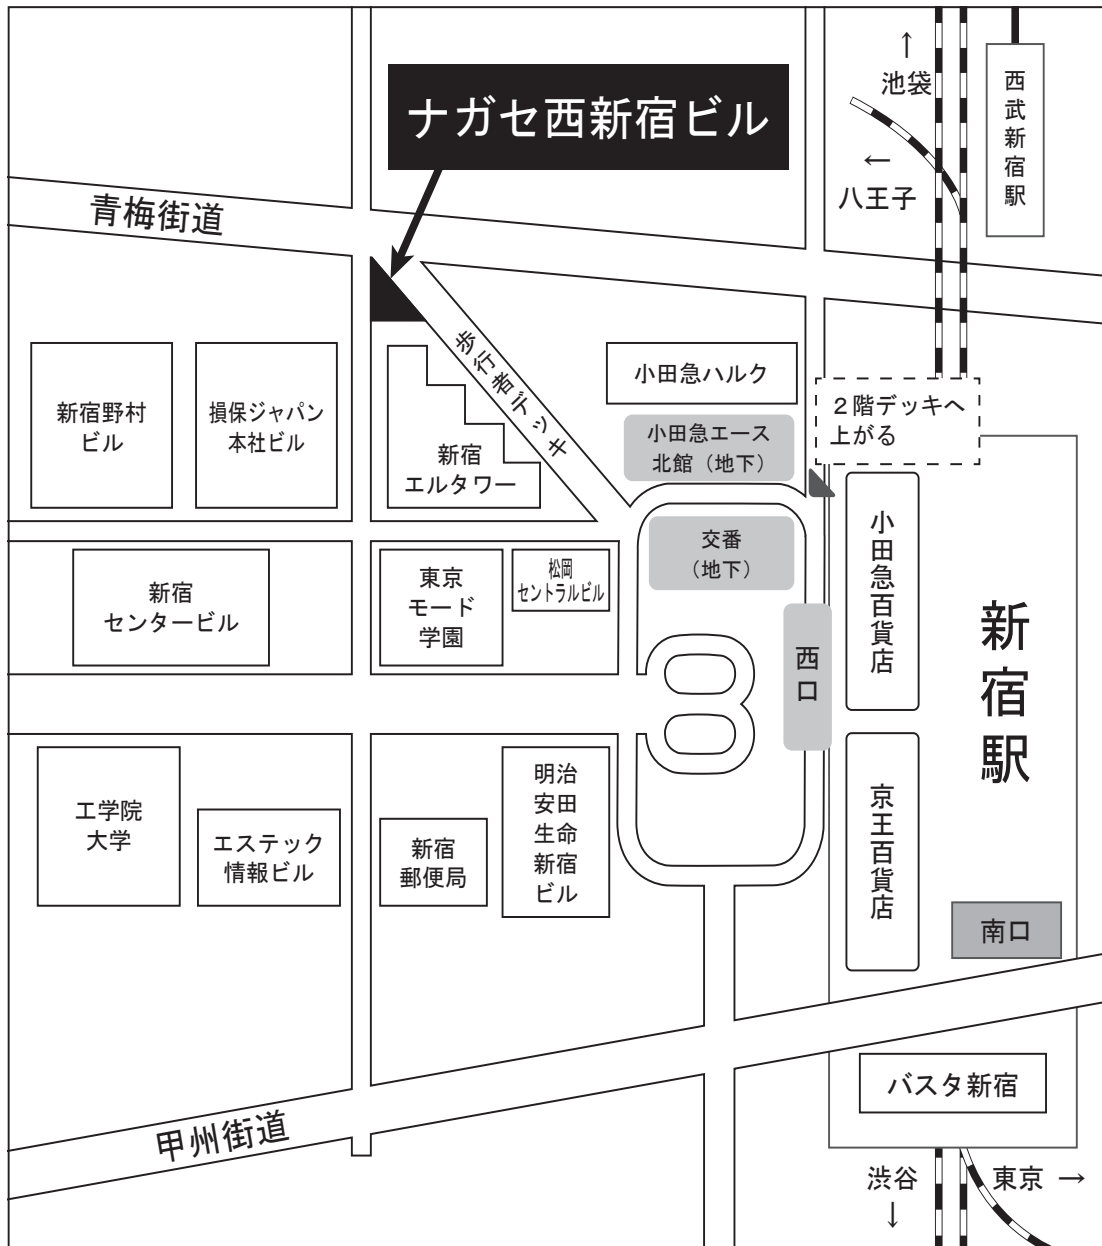 ↑
池袋
西武新宿駅
ナガセ西新宿ビル
←
八王子
青梅街道
歩行者デッキ
小田急ハルク
新宿野村
ビル
損保ジャパン
本社ビル
新宿
エルタワー
小田急エース
北館（地下）
２階デッキへ
上がる
交番
（地下）
小田急百貨店
新宿
センタービル
東京
モード
学園
松岡
セントラルビル
西口
新宿駅
工学院
大学
エステック
情報ビル
新宿
郵便局
明治
安田
生命
新宿
ビル
京王百貨店
南口
バスタ新宿
甲州街道
渋谷
↓
東京 →